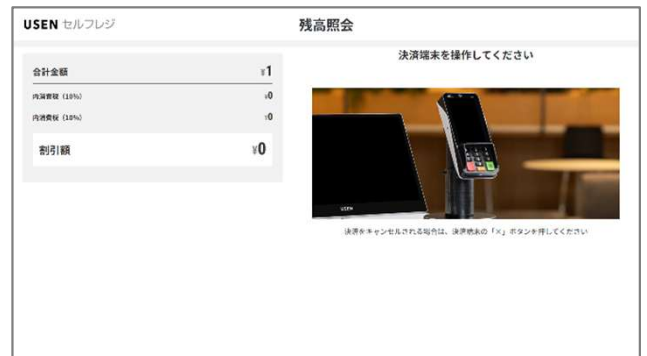 USEN セルフレジ
残高照会
合計金額 ¥1
内消費税（10%） ¥0
内消費税（10%） ¥0
割引額 ¥0
決済端末を操作してください
USEN
決済をキャンセルされる場合は、決済端末の「×」ボタンを押してください